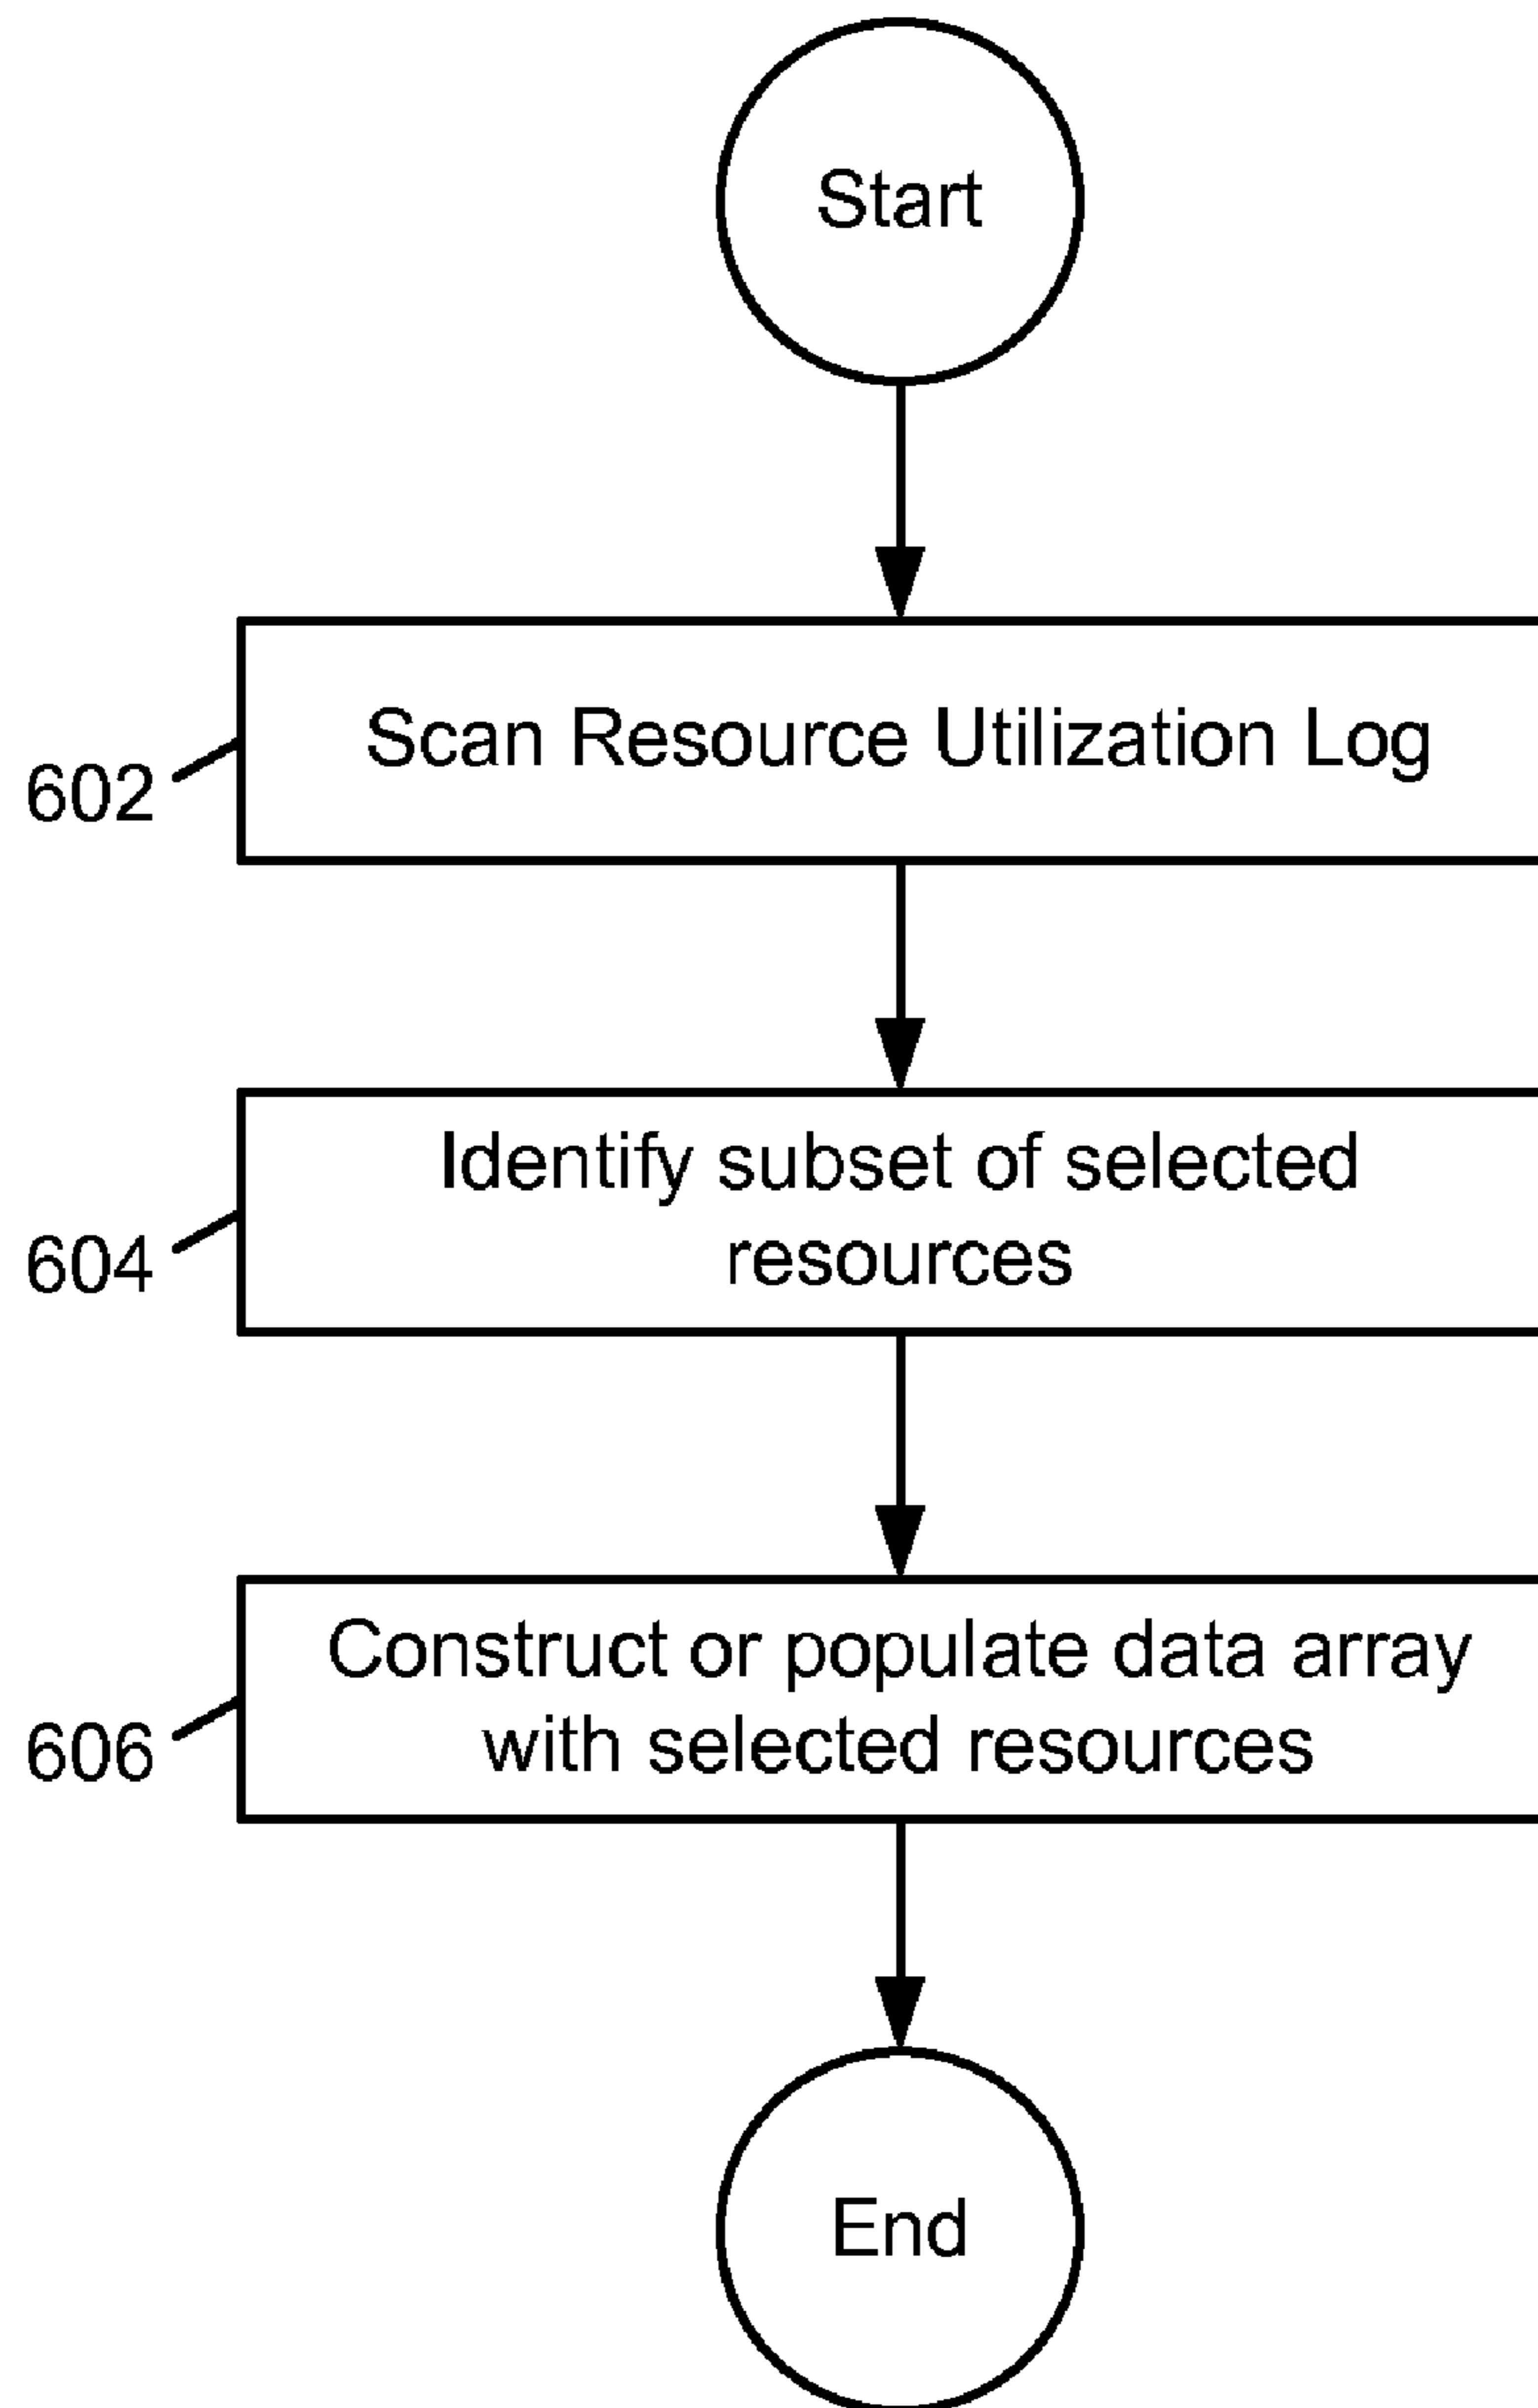 Start
Scan Resource Utilization Log
602
Identify subset of selected
resources
604
Construct or populate data array
with selected resources
606
End